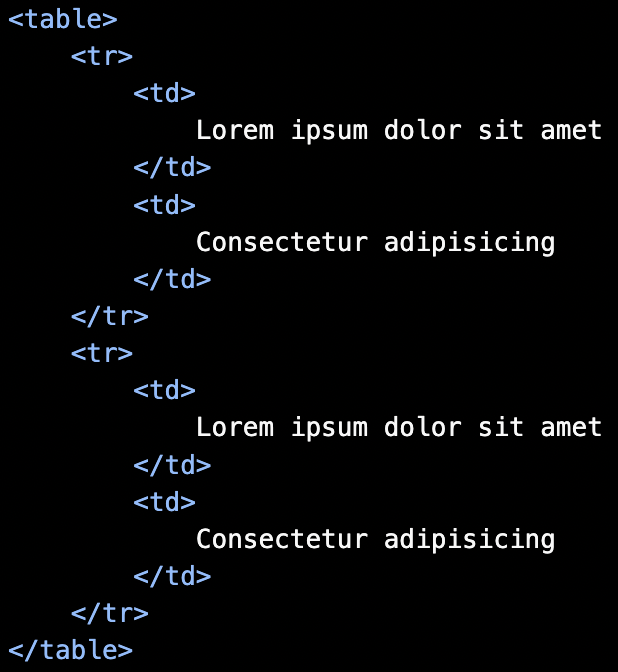 <table>
    <tr>
        <td>
            Lorem ipsum dolor sit amet
        </td>
        <td>
            Consectetur adipisicing
        </td>
    </tr>
    <tr>
        <td>
            Lorem ipsum dolor sit amet
        </td>
        <td>
            Consectetur adipisicing
        </td>
    </tr>
</table>